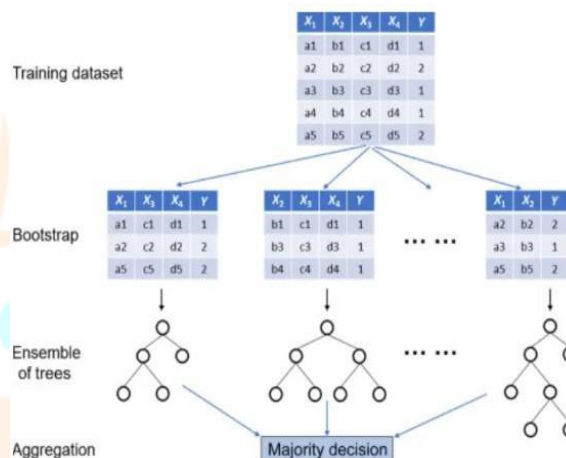 X1 X2 X3 X4 Y
a1 b1 c1 d1 1
a2 b2 c2 d2 2
Training dataset
a3 b3 c3 d3 1
a4 b4 c4 d4 1
a5 b5 c5 d5 2
X1 X3 X4 Y X2 X3 X4 Y X1 X2 Y
a1 c1 d1 1 b1 c1 d1 1 a2 b2 2
Bootstrap a2 c2 d2 2 b3 c3 d3 1 ... ... a3 b3 1
a5 c5 d5 2 b4 c4 d4 1 a5 b5 2
Ensemble
of trees ... ...
Aggregation Majority decision